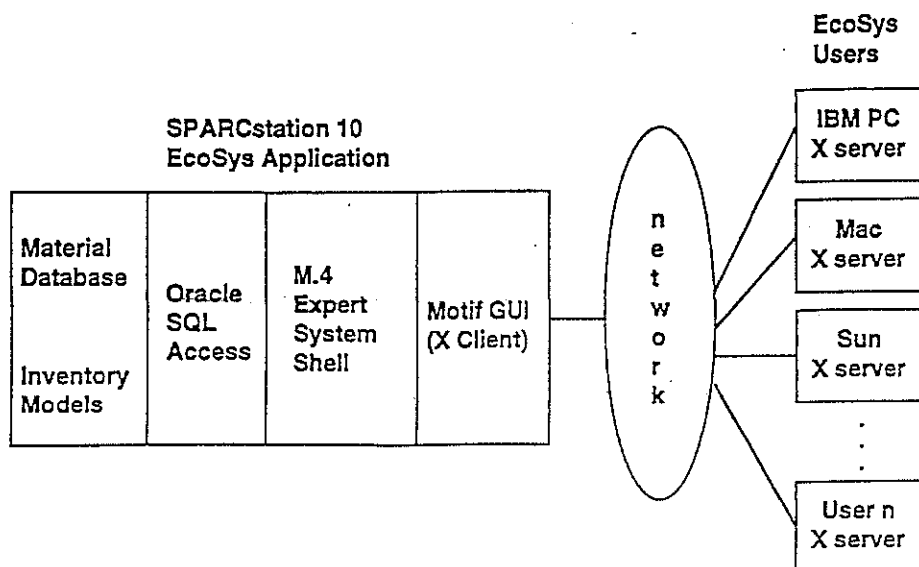 EcoSys
Users
SPARCstation 10
EcoSys Application
Material
Database
Inventory
Models
Oracle
SQL
Access
M.4
Expert
System
Shell
Motif GUI
(X Client)
network
IBM PC
X server
Mac
X server
Sun
X server
User n
X server